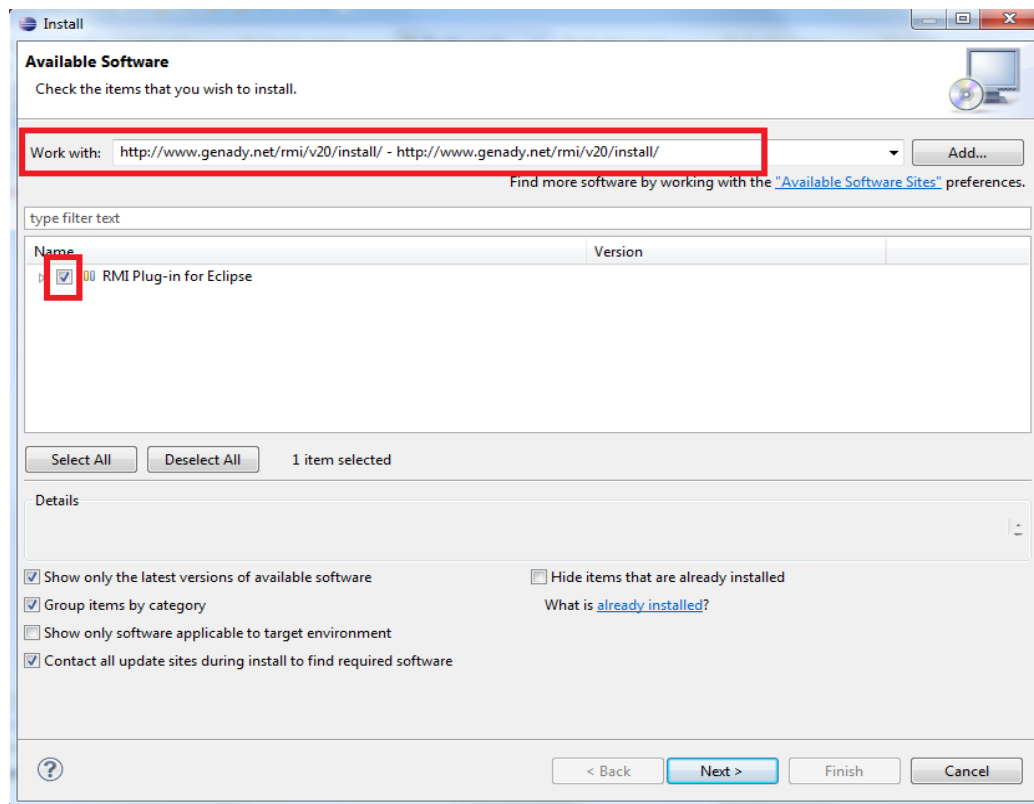 Install
Available Software
Check the items that you wish to install.
Work with: http://www.genady.net/rmi/v20/install/ - http://www.genady.net/rmi/v20/install/ Add...
Find more software by working with the "Available Software Sites" preferences.
type filter text
Name Version
RMI Plug-in for Eclipse
Select All Deselect All 1 item selected
Details
Show only the latest versions of available software Hide items that are already installed
Group items by category What is already installed?
Show only software applicable to target environment
Contact all update sites during install to find required software
? < Back Next > Finish Cancel